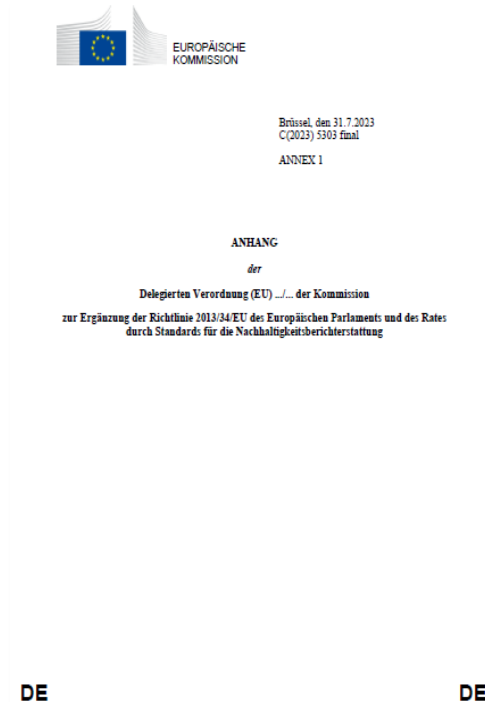 EUROPÄISCHE
KOMMISSION
Brüssel, den 31.7.2023
C(2023) 5303 final
ANNEX 1
ANHANG
der
Delegierten Verordnung (EU) .../... der Kommission
zur Ergänzung der Richtlinie 2013/34/EU des Europäischen Parlaments und des Rates
durch Standards für die Nachhaltigkeitsberichterstattung
DE
DE